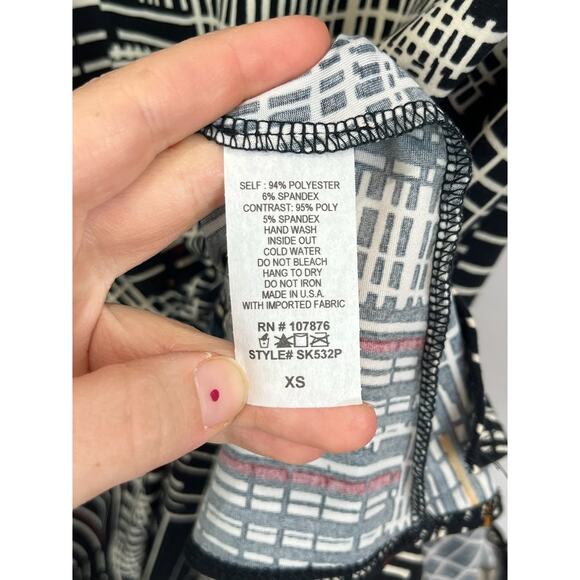 SELF : 94% POLYESTER
6% SPANDEX
CONTRAST: 95% POLY
5% SPANDEX
HAND WASH
INSIDE OUT
COLD WATER
DO NOT BLEACH
HANG TO DRY
DO NOT IRON
MADE IN U.S.A.
WITH IMPORTED FABRIC
RN # 107876
STYLE# SK532P
XS